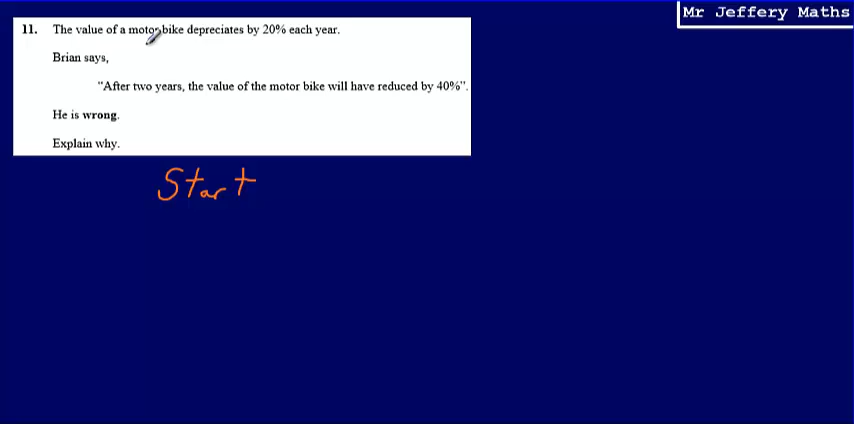 Mr Jeffery Maths
11. The value of a motor bike depreciates by 20% each year.
Brian says,
"After two years, the value of the motor bike will have reduced by 40%".
He is wrong.
Explain why.
Start